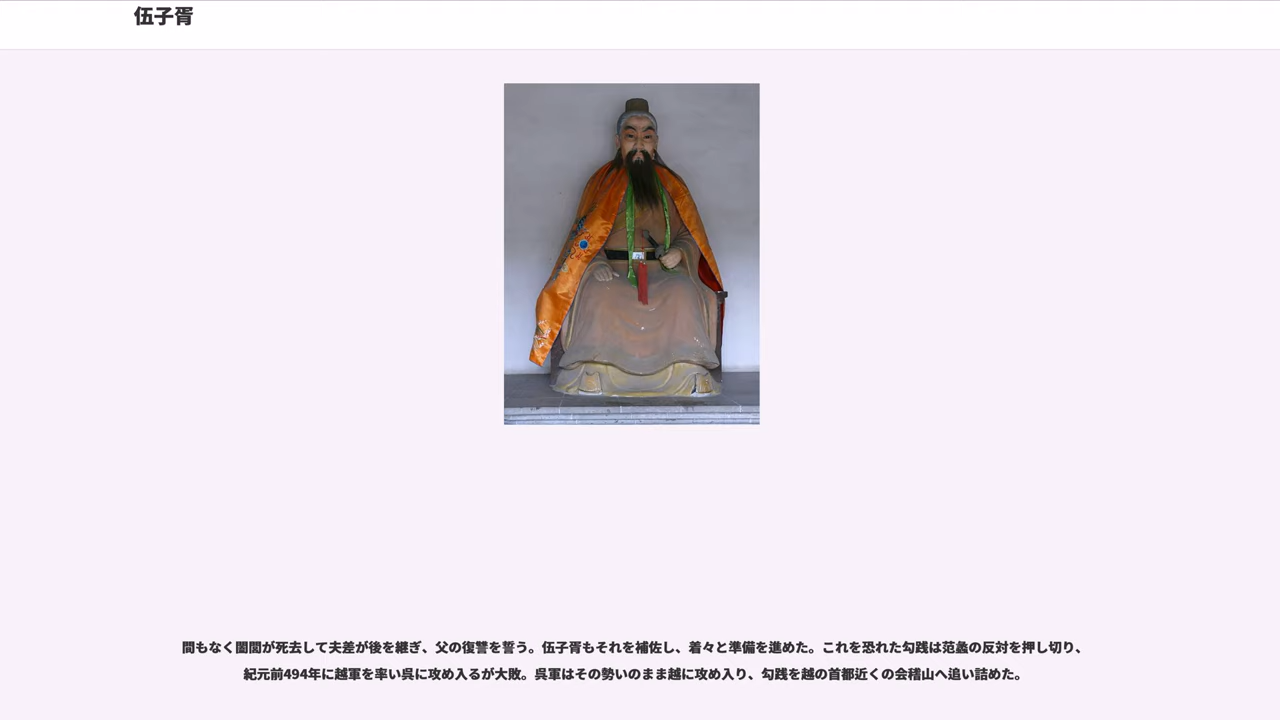 伍子胥
間もなく闔閭が死去して夫差が後を継ぎ、父の復讐を誓う。伍子胥もそれを補佐し、着々と準備を進めた。これを恐れた勾践は范蠡の反対を押し切り、
紀元前494年に越軍を率い呉に攻め入るが大敗。呉軍はその勢いのまま越に攻め入り、勾践を越の首都近くの会稽山へ追い詰めた。